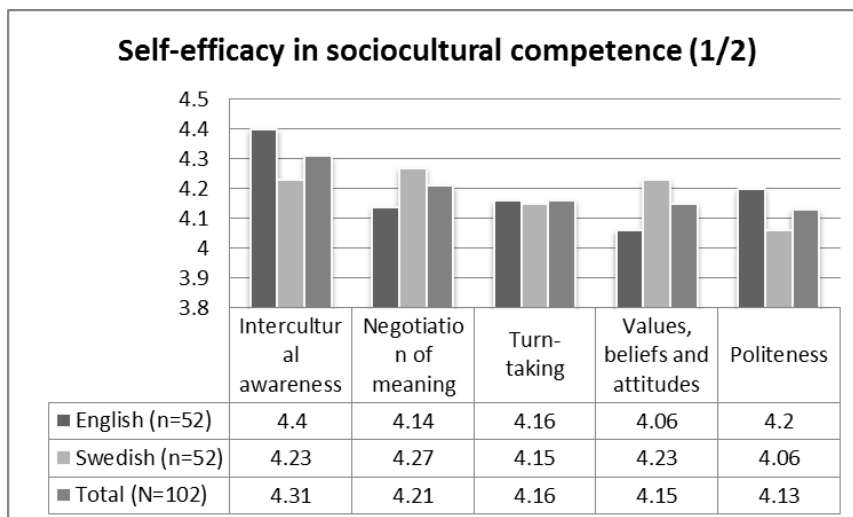 Self-efficacy in sociocultural competence (1/2)
4.5
4.4
4.3
4.2
4.1
4
3.9
3.8
Intercultur
al
awareness
Negotiatio
n of
meaning
Turn-
taking
Values,
beliefs and
attitudes
Politeness
English (n=52) 4.4 4.14 4.16 4.06 4.2
Swedish (n=52) 4.23 4.27 4.15 4.23 4.06
Total (N=102) 4.31 4.21 4.16 4.15 4.13